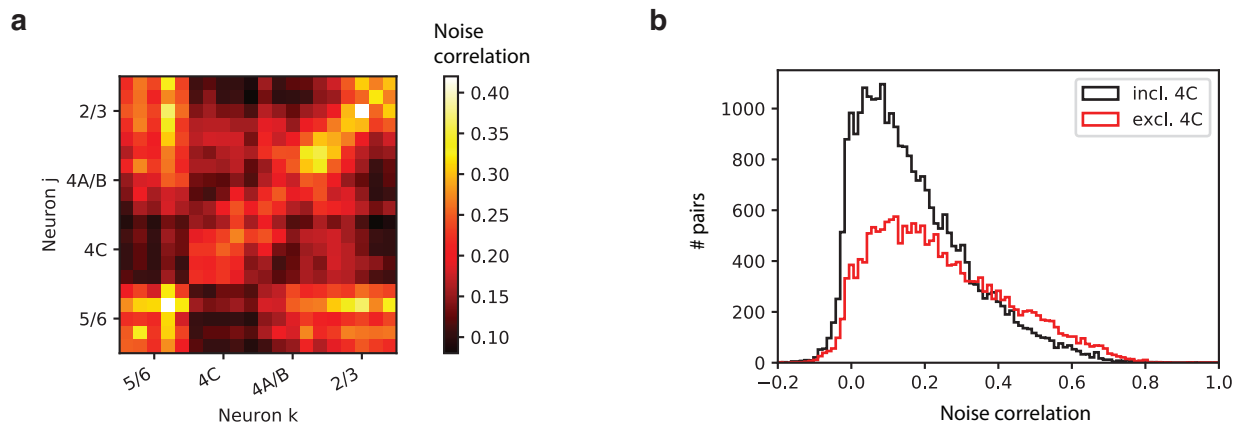 a
Noise
correlation
2/3
4A/B
4C
5/6
Neuron j
5/6
4C
4A/B
2/3
Neuron k
0.40
0.35
0.30
0.25
0.20
0.15
0.10
b
incl. 4C
excl. 4C
1000
800
600
400
200
0
# pairs
−0.2
0.0
0.2
0.4
0.6
0.8
1.0
Noise correlation